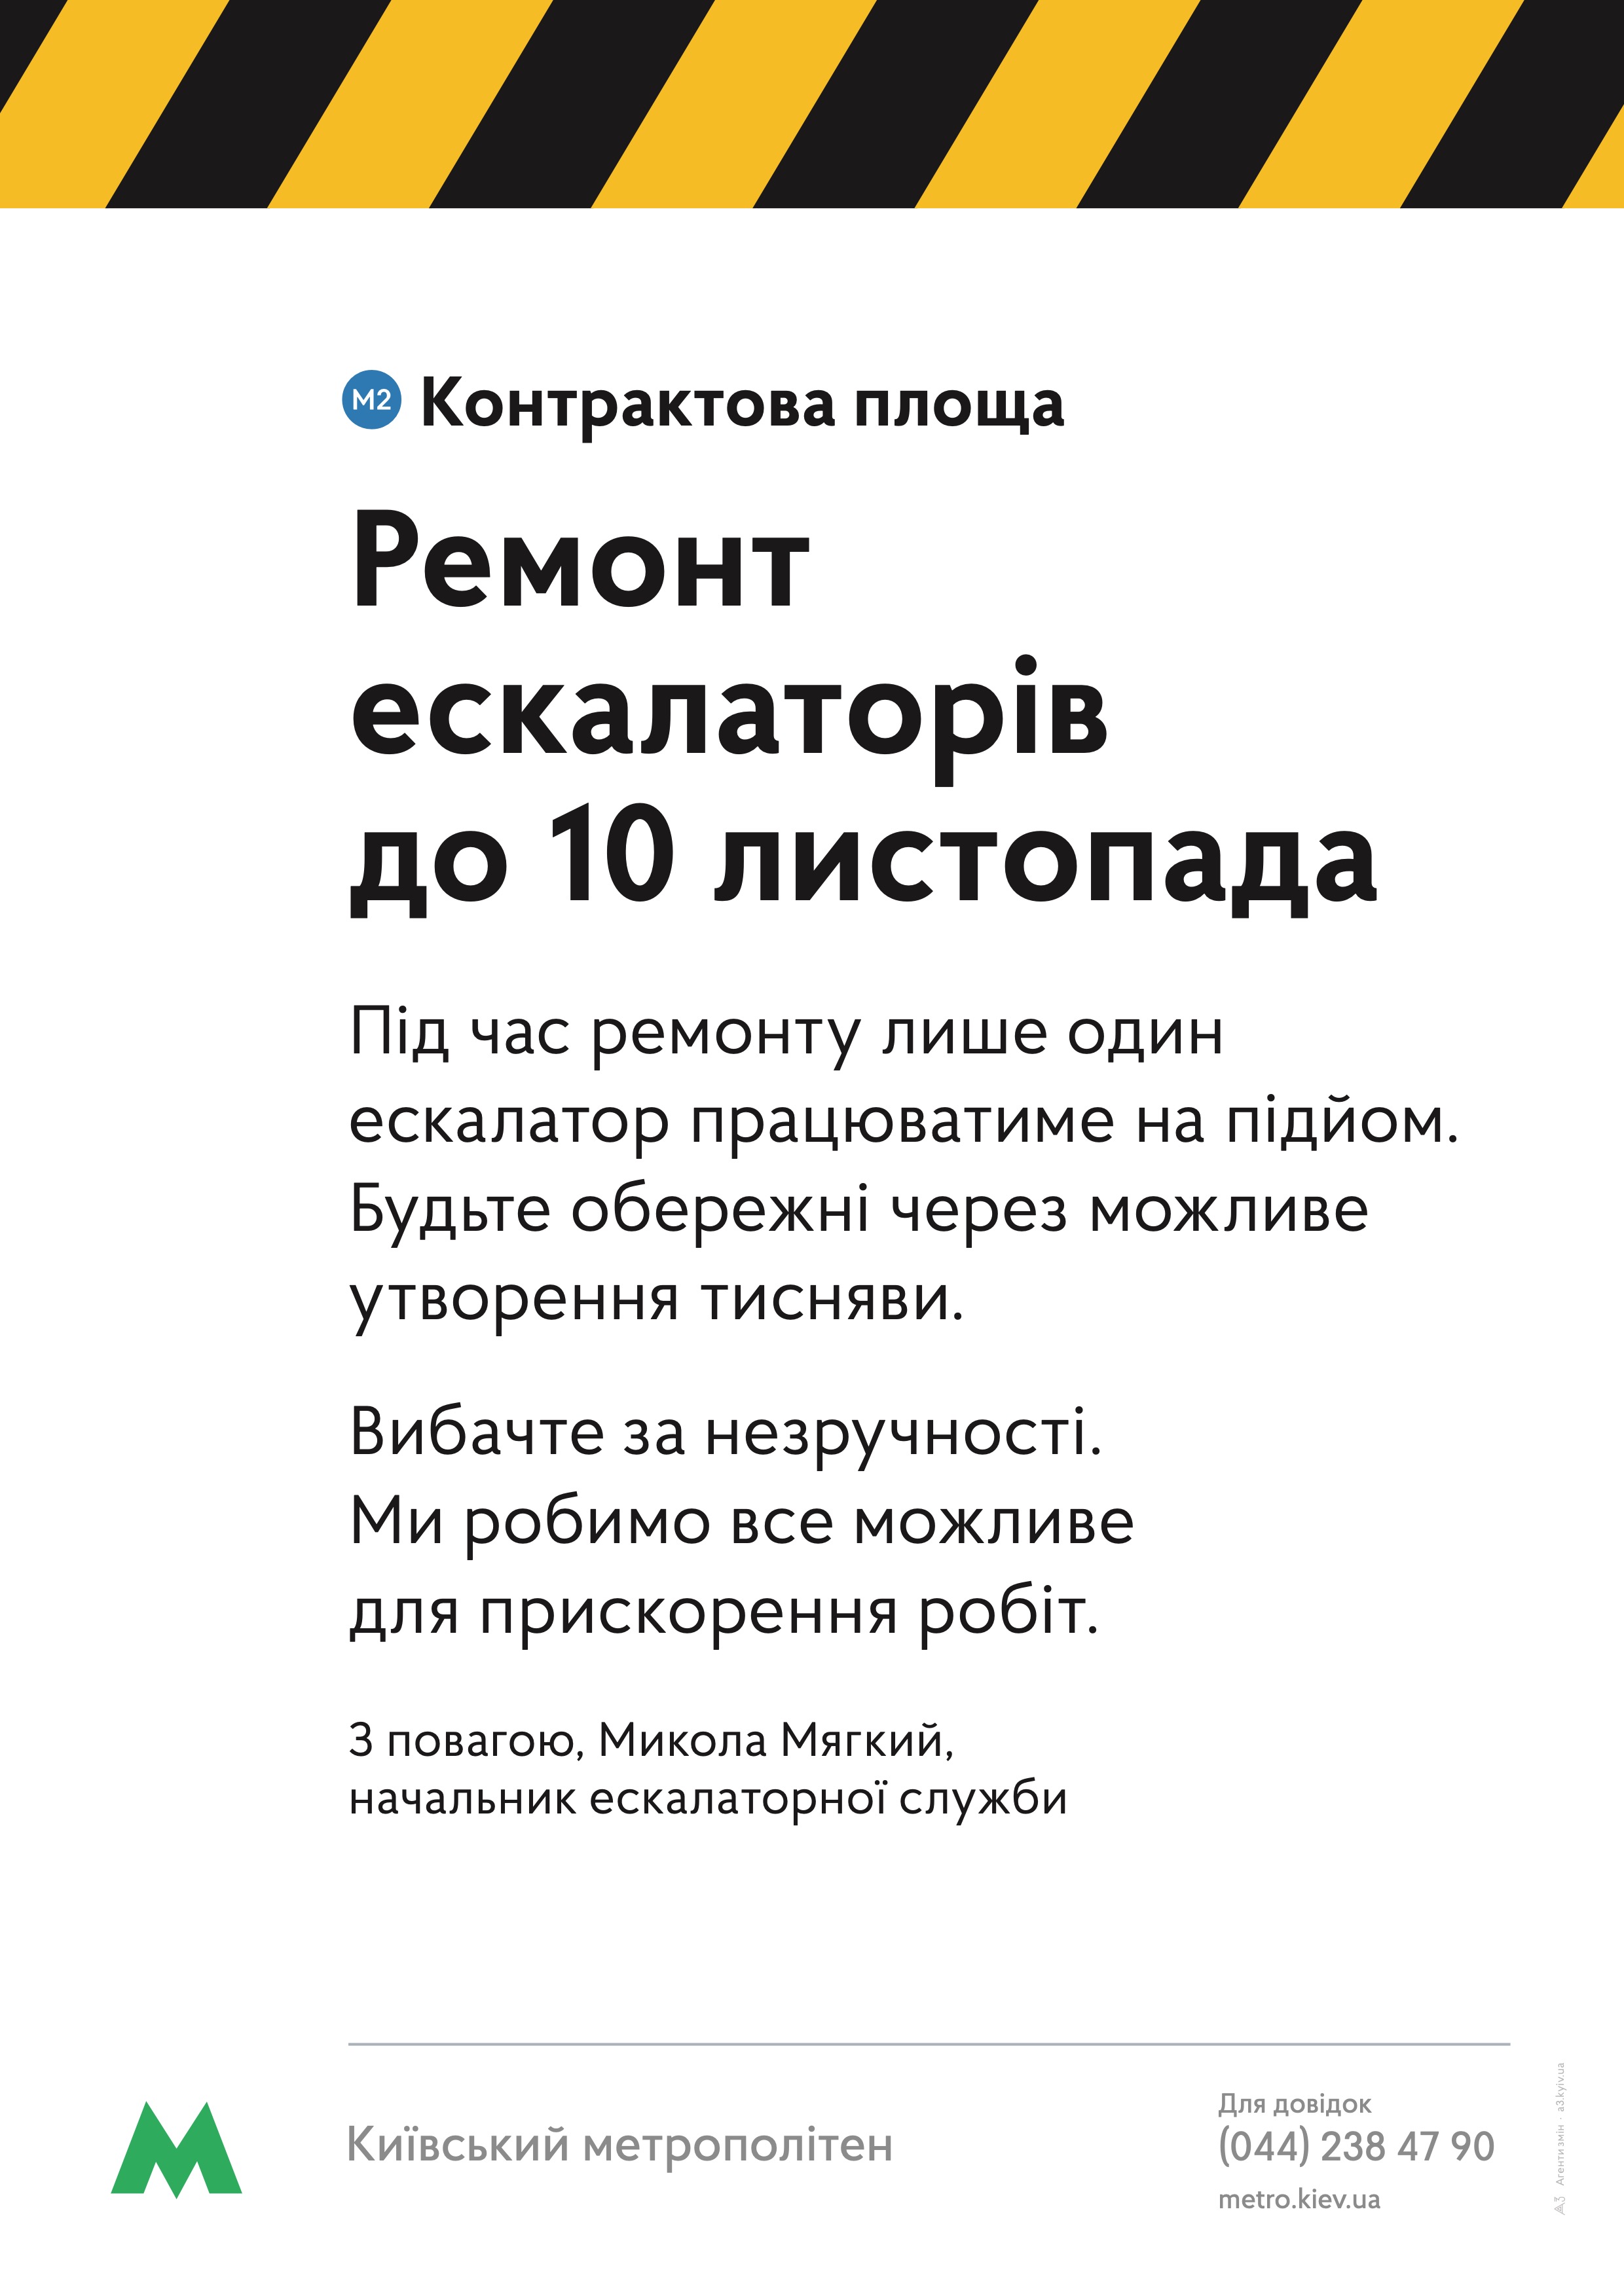 M2 Контрактова площа
Ремонт
ескалаторів
до 10 листопада
Під час ремонту лише один
ескалатор працюватиме на підйом.
Будьте обережні через можливе
утворення тисняви.
Вибачте за незручності.
Ми робимо все можливе
для прискорення робіт.
З повагою, Микола Мягкий,
начальник ескалаторної служби
Київський метрополітен
Для довідок
(044) 238 47 90
metro.kiev.ua
Агенти змін · a3.kyiv.ua